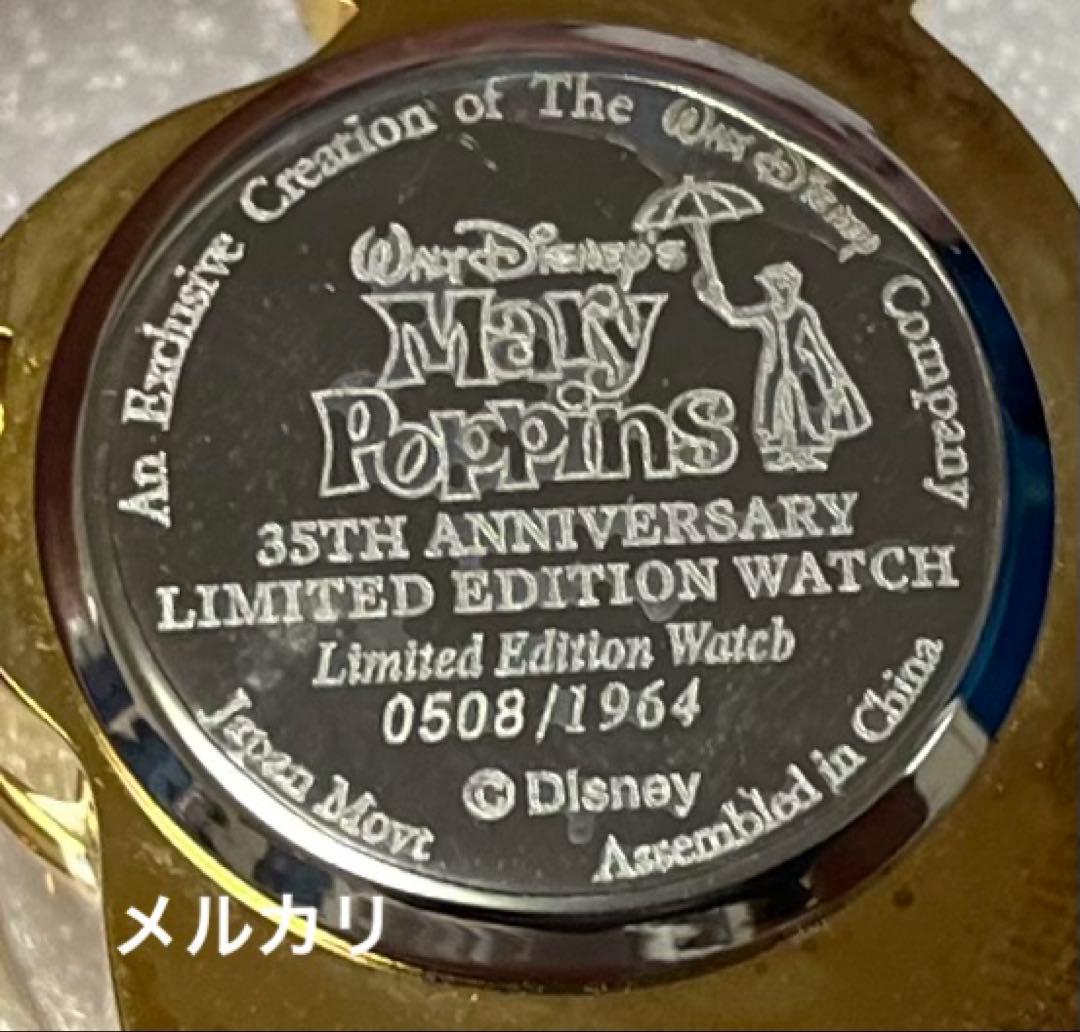 An Exclusive Creation of The Walt Disney Company
Walt Disney's
Mary
Poppins
35TH ANNIVERSARY
LIMITED EDITION WATCH
Limited Edition Watch
0508/1964
© Disney
Japan Movt
Assembled in China
メルカリ